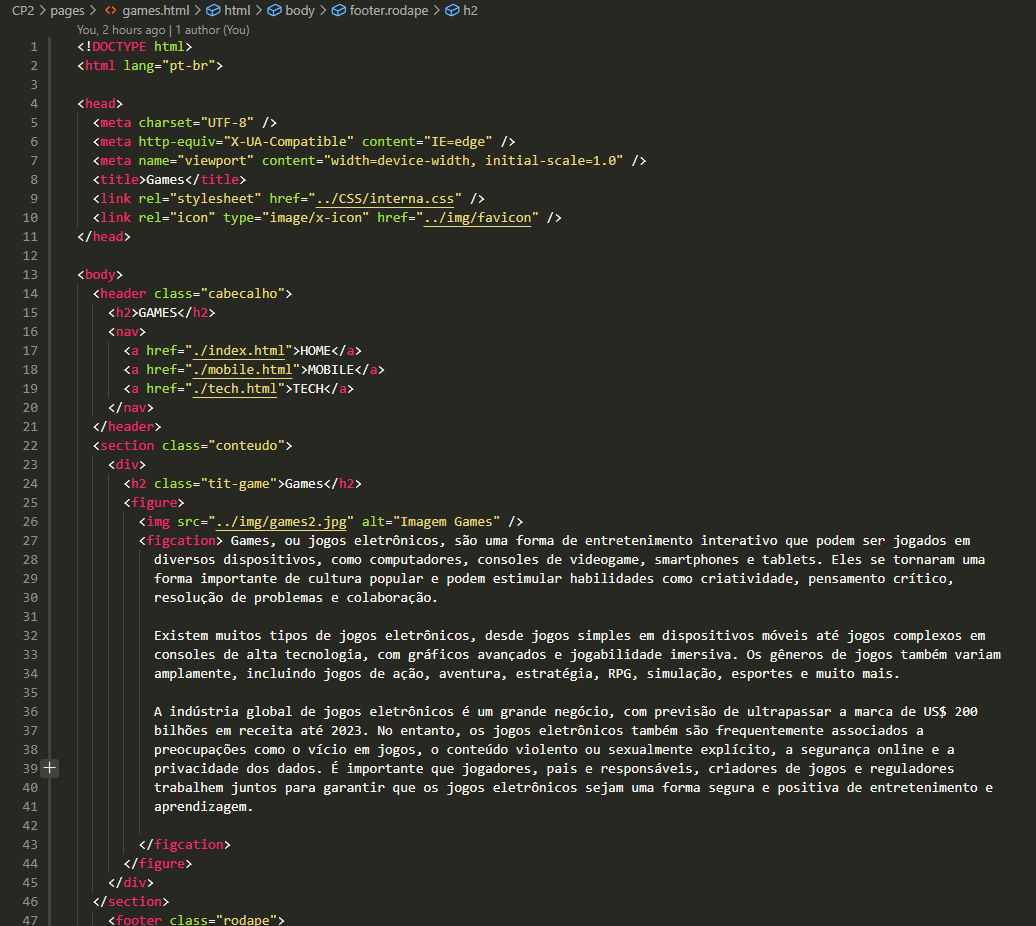 CP2 > pages > <> games.html > html > body > footer.rodape > h2
You, 2 hours ago | 1 author (You)
1 <!DOCTYPE html>
2 <html lang="pt-br">
3
4 <head>
5 <meta charset="UTF-8" />
6 <meta http-equiv="X-UA-Compatible" content="IE=edge" />
7 <meta name="viewport" content="width=device-width, initial-scale=1.0" />
8 <title>Games</title>
9 <link rel="stylesheet" href="../CSS/interna.css" />
10 <link rel="icon" type="image/x-icon" href="../img/favicon" />
11 </head>
12
13 <body>
14 <header class="cabecalho">
15 <h2>GAMES</h2>
16 <nav>
17 <a href="./index.html">HOME</a>
18 <a href="./mobile.html">MOBILE</a>
19 <a href="./tech.html">TECH</a>
20 </nav>
21 </header>
22 <section class="conteudo">
23 <div>
24 <h2 class="tit-game">Games</h2>
25 <figure>
26 <img src="../img/games2.jpg" alt="Imagem Games" />
27 <figcation> Games, ou jogos eletrônicos, são uma forma de entretenimento interativo que podem ser jogados em
28 diversos dispositivos, como computadores, consoles de videogame, smartphones e tablets. Eles se tornaram uma
29 forma importante de cultura popular e podem estimular habilidades como criatividade, pensamento crítico,
30 resolução de problemas e colaboração.
31
32 Existem muitos tipos de jogos eletrônicos, desde jogos simples em dispositivos móveis até jogos complexos em
33 consoles de alta tecnologia, com gráficos avançados e jogabilidade imersiva. Os gêneros de jogos também variam
34 amplamente, incluindo jogos de ação, aventura, estratégia, RPG, simulação, esportes e muito mais.
35
36 A indústria global de jogos eletrônicos é um grande negócio, com previsão de ultrapassar a marca de US$ 200
37 bilhões em receita até 2023. No entanto, os jogos eletrônicos também são frequentemente associados a
38 preocupações como o vício em jogos, o conteúdo violento ou sexualmente explícito, a segurança online e a
39 + privacidade dos dados. É importante que jogadores, pais e responsáveis, criadores de jogos e reguladores
40 trabalhem juntos para garantir que os jogos eletrônicos sejam uma forma segura e positiva de entretenimento e
41 aprendizagem.
42
43 </figcation>
44 </figure>
45 </div>
46 </section>
47 <footer class="rodape">